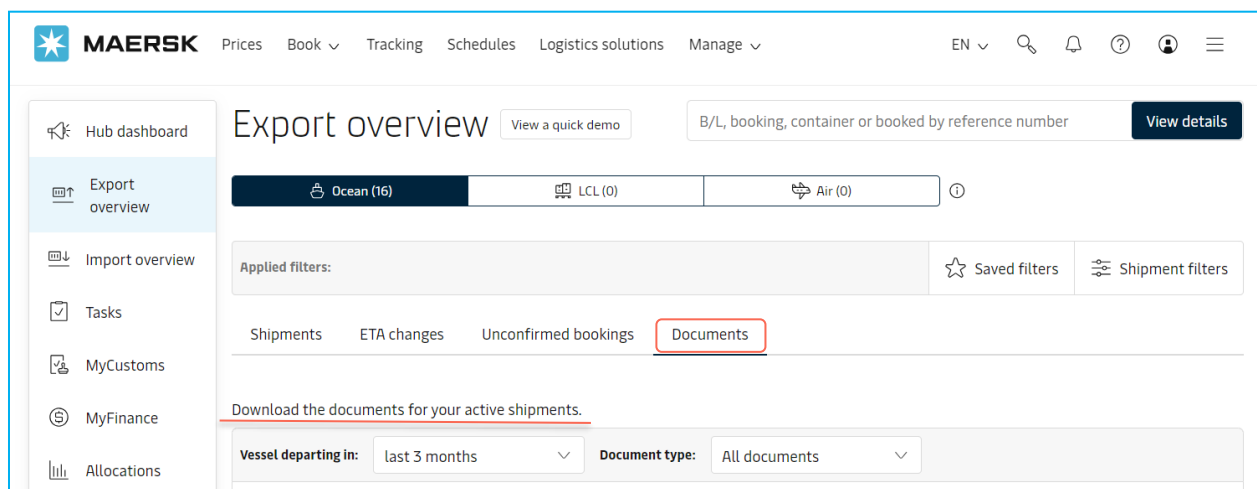 MAERSK Prices Book Tracking Schedules Logistics solutions Manage EN
Hub dashboard
Export
overview
Import overview
Tasks
MyCustoms
MyFinance
Allocations
Export overview View a quick demo B/L, booking, container or booked by reference number View details
Ocean (16) LCL (0) Air (0)
Applied filters: Saved filters Shipment filters
Shipments ETA changes Unconfirmed bookings Documents
Download the documents for your active shipments.
Vessel departing in: last 3 months Document type: All documents